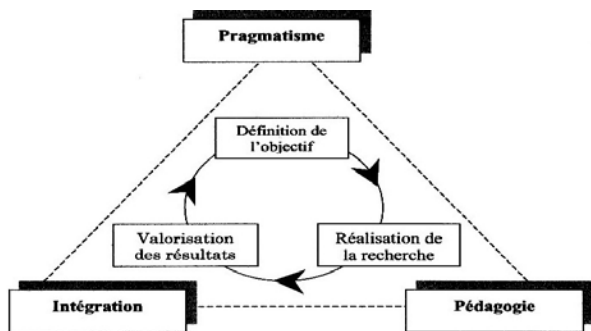 Pragmatisme
Définition de
l'objectif
Valorisation
des résultats
Réalisation de
la recherche
Intégration
Pédagogie